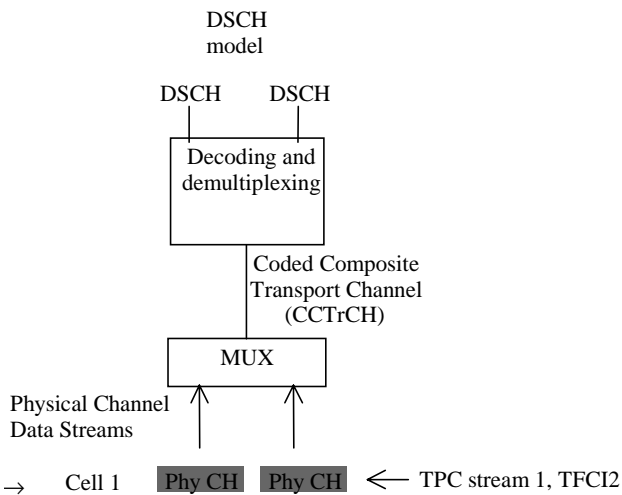 DSCH
model
DSCH DSCH
Decoding and
demultiplexing
Coded Composite
Transport Channel
(CCTrCH)
MUX
Physical Channel
Data Streams
→ Cell 1 Phy CH Phy CH ← TPC stream 1, TFCI2